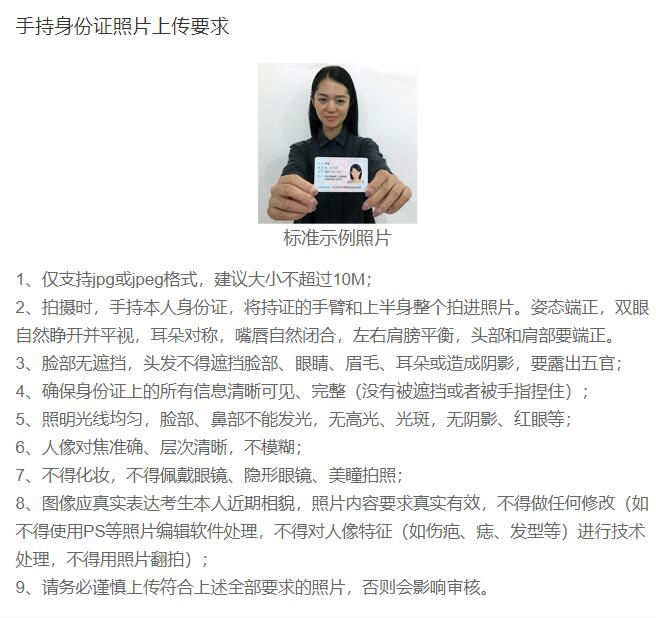 手持身份证照片上传要求
标准示例照片
1、仅支持jpg或jpeg格式，建议大小不超过10M；
2、拍摄时，手持本人身份证，将持证的手臂和上半身整个拍进照片。姿态端正，双眼
自然睁开并平视，耳朵对称，嘴唇自然闭合，左右肩膀平衡，头部和肩部要端正。
3、脸部无遮挡，头发不得遮挡脸部、眼睛、眉毛、耳朵或造成阴影，要露出五官；
4、确保身份证上的所有信息清晰可见、完整（没有被遮挡或者被手指捏住）；
5、照明光线均匀，脸部、鼻部不能发光，无高光、光斑，无阴影、红眼等；
6、人像对焦准确、层次清晰，不模糊；
7、不得化妆，不得佩戴眼镜、隐形眼镜、美瞳拍照；
8、图像应真实表达考生本人近期相貌，照片内容要求真实有效，不得做任何修改（如
不得使用PS等照片编辑软件处理，不得对人像特征（如伤疤、痣、发型等）进行技术
处理，不得用照片翻拍）；
9、请务必谨慎上传符合上述全部要求的照片，否则会影响审核。